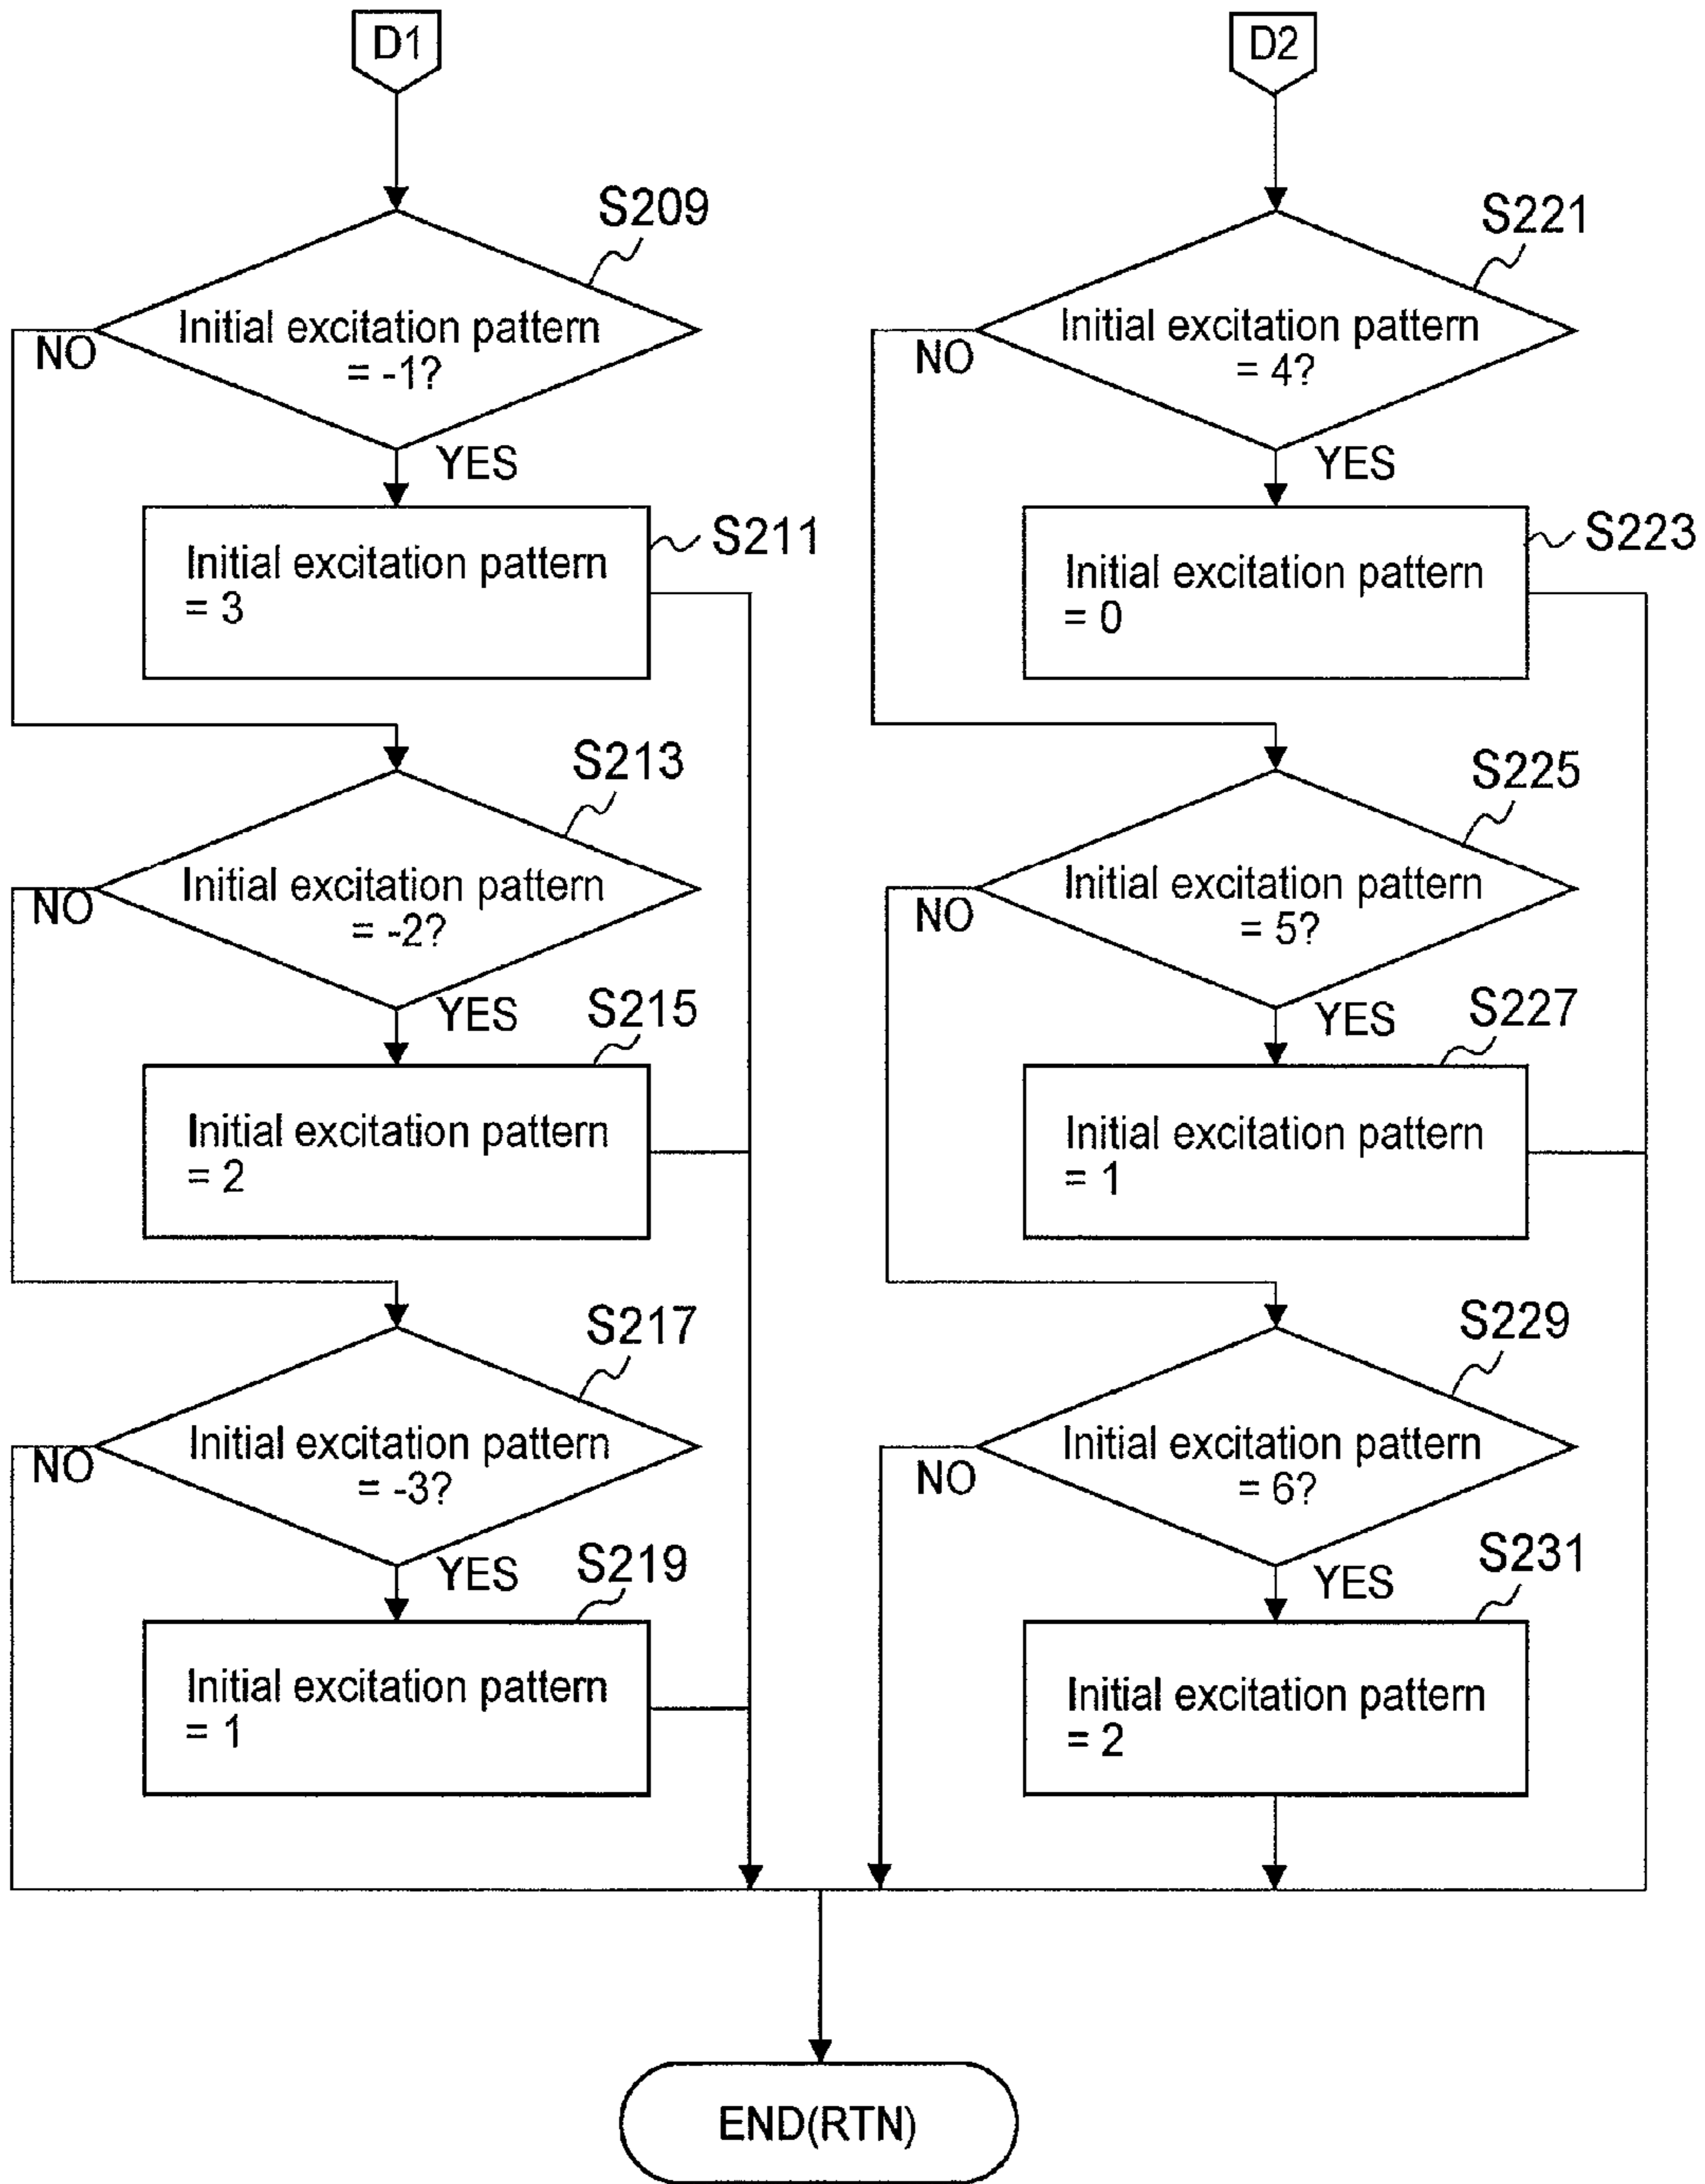 D1
S209
Initial excitation pattern
= -1?
NO
YES
S211
Initial excitation pattern
= 3
S213
Initial excitation pattern
= -2?
NO
YES
S215
Initial excitation pattern
= 2
S217
Initial excitation pattern
= -3?
NO
YES
S219
Initial excitation pattern
= 1
D2
S221
Initial excitation pattern
= 4?
NO
YES
S223
Initial excitation pattern
= 0
S225
Initial excitation pattern
= 5?
NO
YES
S227
Initial excitation pattern
= 1
S229
Initial excitation pattern
= 6?
NO
YES
S231
Initial excitation pattern
= 2
END(RTN)